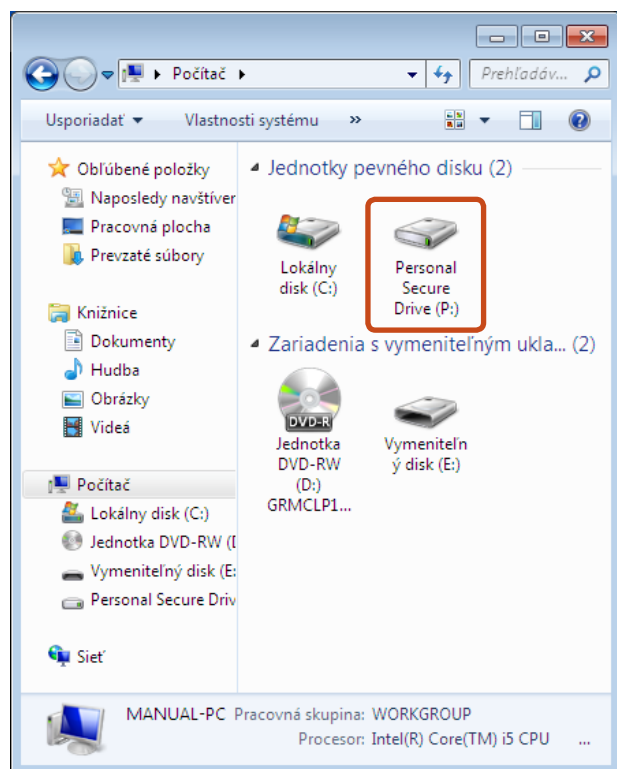 Počítač
Prehľadáv...
Usporiadať
Vlastnosti systému »
Obľúbené položky
Naposledy navštíver
Pracovná plocha
Prevzaté súbory
Knižnice
Dokumenty
Hudba
Obrázky
Videá
Počítač
Lokálny disk (C:)
Jednotka DVD-RW (D
Vymeniteľný disk (E:
Personal Secure Driv
Sieť
Jednotky pevného disku (2)
Lokálny
disk (C:)
Personal
Secure
Drive (P:)
Zariadenia s vymeniteľným ukla... (2)
DVD-R
Jednotka
DVD-RW
(D:)
GRMCLP1...
Vymeniteľn
ý disk (E:)
MANUAL-PC Pracovná skupina: WORKGROUP
Procesor: Intel(R) Core(TM) i5 CPU ...